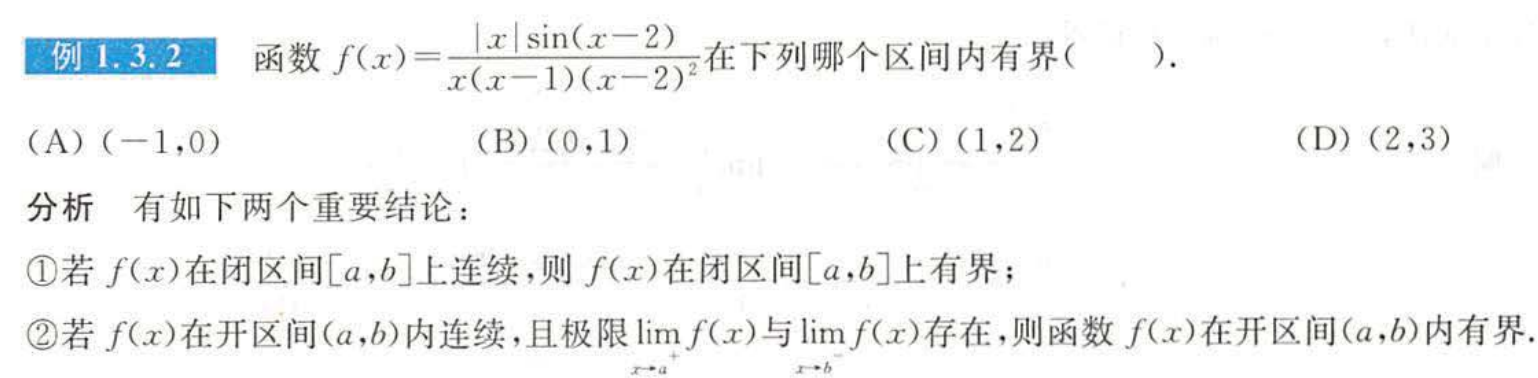 例 1.3.2 函数 f(x)=\frac{|x|\sin(x-2)}{x(x-1)(x-2)^2}在下列哪个区间内有界( ).
(A) (-1,0) (B) (0,1) (C) (1,2) (D) (2,3)
分析 有如下两个重要结论:
①若 f(x)在闭区间[a,b]上连续,则 f(x)在闭区间[a,b]上有界;
②若 f(x)在开区间(a,b)内连续,且极限\lim_{x→a^+}f(x)与\lim_{x→b^-}f(x)存在,则函数 f(x)在开区间(a,b)内有界.